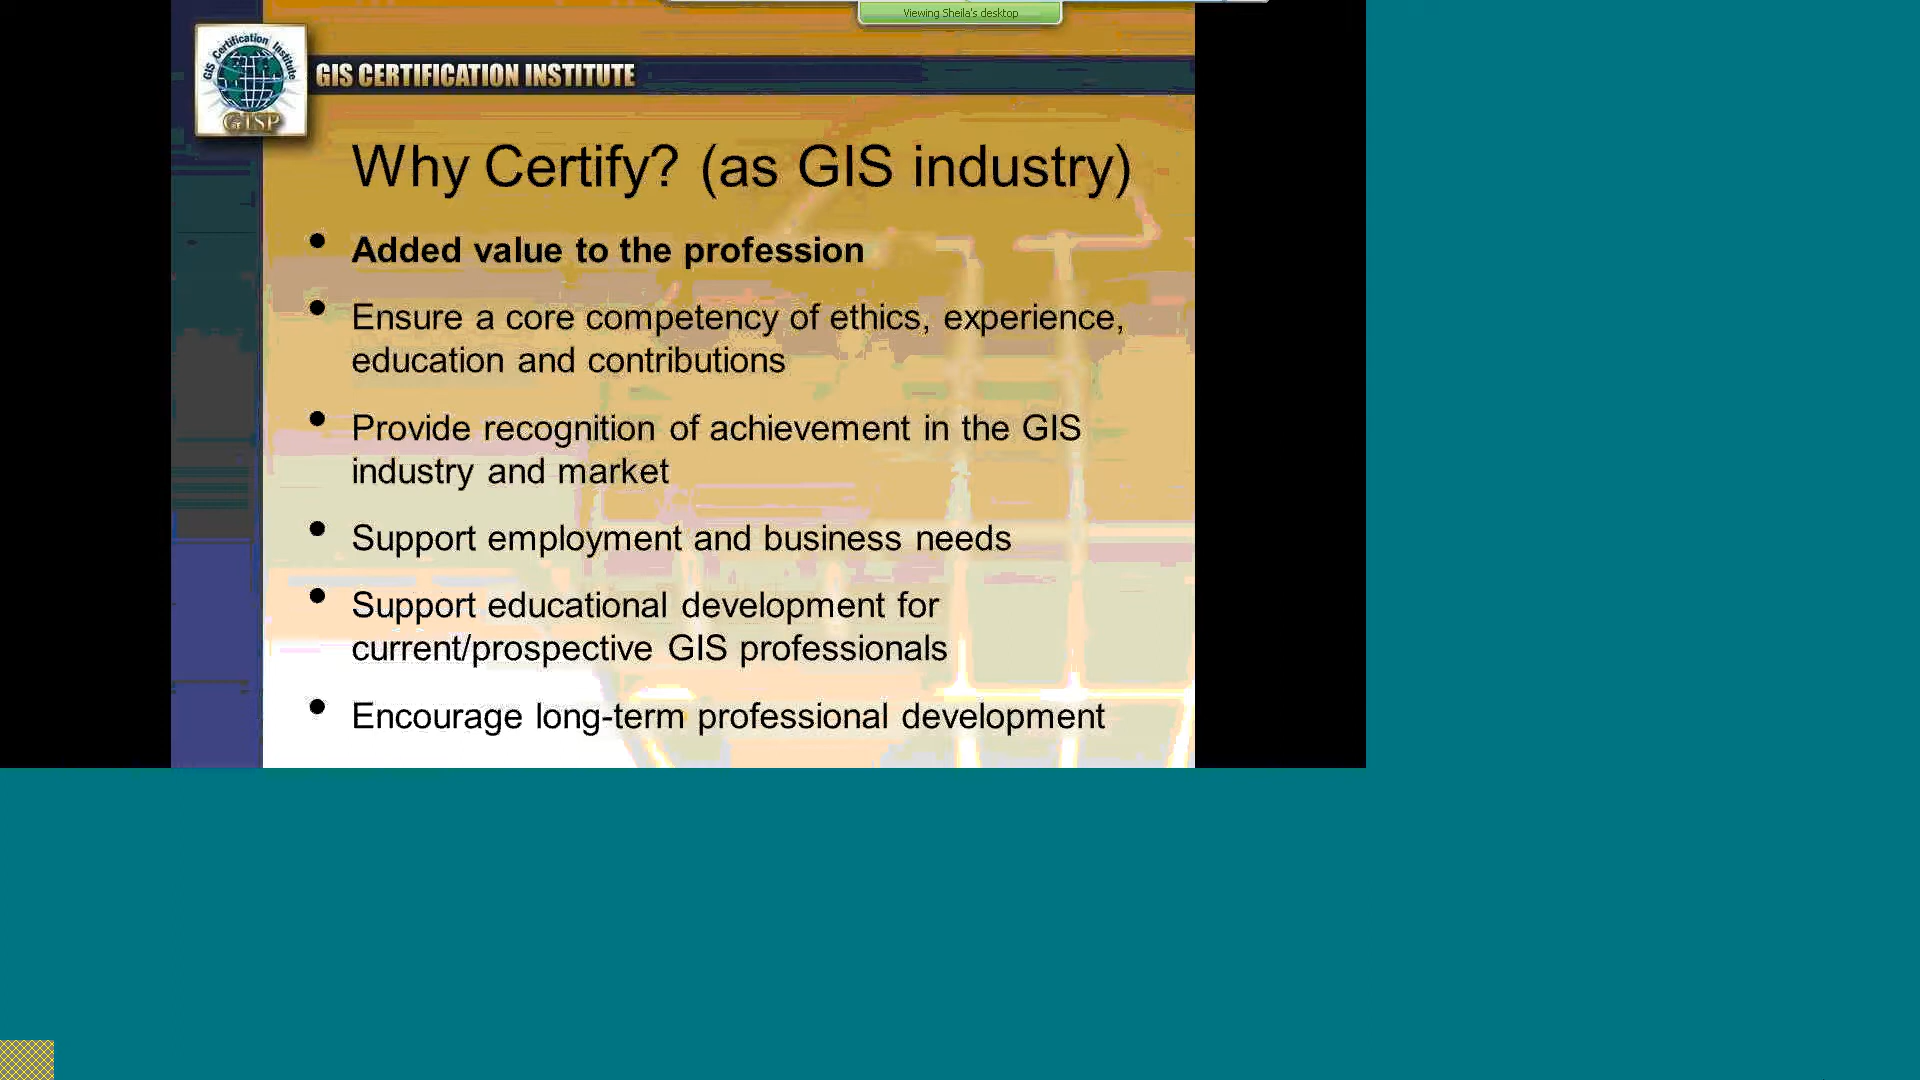 Viewing Sheila's desktop
GIS Certification Institute
GISP
GIS CERTIFICATION INSTITUTE
Why Certify? (as GIS industry)
• Added value to the profession
• Ensure a core competency of ethics, experience,
education and contributions
• Provide recognition of achievement in the GIS
industry and market
• Support employment and business needs
• Support educational development for
current/prospective GIS professionals
• Encourage long-term professional development